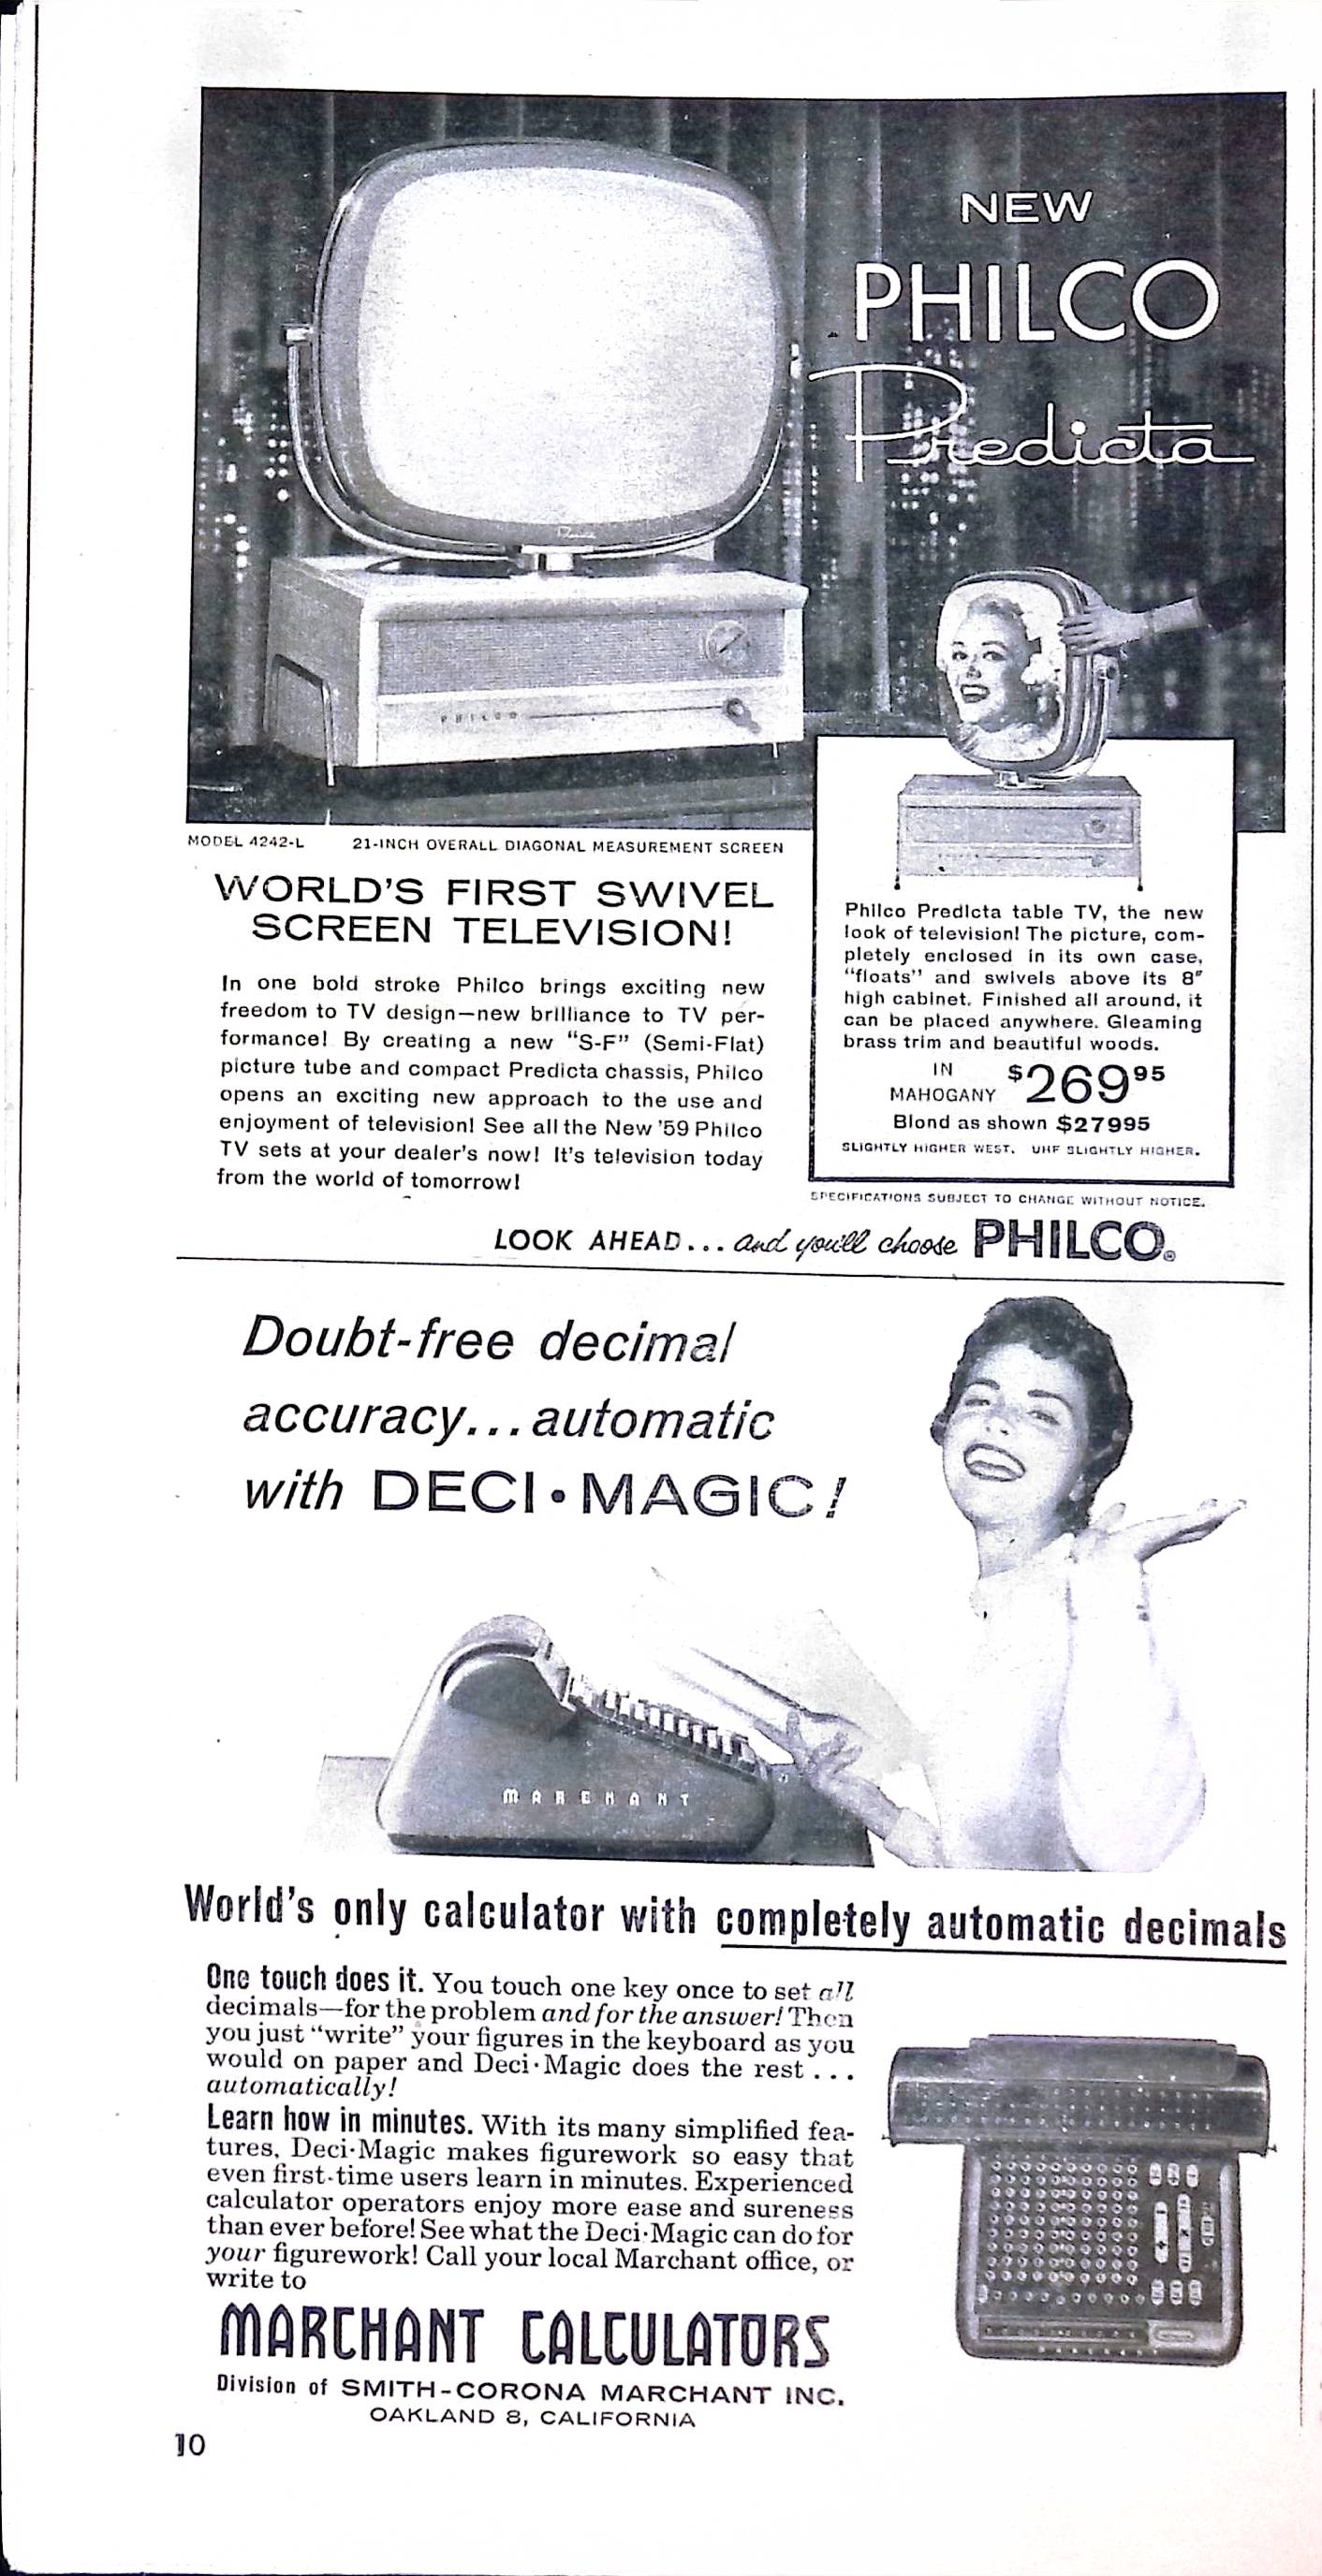 NEW
PHILCO
Predicta
Predicta
PHILCO
MODEL 4242-L 21-INCH OVERALL DIAGONAL MEASUREMENT SCREEN
WORLD'S FIRST SWIVEL
SCREEN TELEVISION!
In one bold stroke Philco brings exciting new
freedom to TV design—new brilliance to TV per-
formance! By creating a new "S-F" (Semi-Flat)
picture tube and compact Predicta chassis, Philco
opens an exciting new approach to the use and
enjoyment of television! See all the New '59 Philco
TV sets at your dealer's now! It's television today
from the world of tomorrow!
Philco Predicta table TV, the new
look of television! The picture, com-
pletely enclosed in its own case,
"floats" and swivels above its 8"
high cabinet. Finished all around, it
can be placed anywhere. Gleaming
brass trim and beautiful woods.
IN
MAHOGANY $269 95
Blond as shown $27995
SLIGHTLY HIGHER WEST. UHF SLIGHTLY HIGHER.
SPECIFICATIONS SUBJECT TO CHANGE WITHOUT NOTICE.
LOOK AHEAD... and you'll choose PHILCO®
Doubt-free decimal
accuracy...automatic
with DECI·MAGIC!
MARCHANT
World's only calculator with completely automatic decimals
One touch does it. You touch one key once to set all
decimals—for the problem and for the answer! Then
you just "write" your figures in the keyboard as you
would on paper and Deci·Magic does the rest ...
automatically!
Learn how in minutes. With its many simplified fea-
tures, Deci·Magic makes figurework so easy that
even first-time users learn in minutes. Experienced
calculator operators enjoy more ease and sureness
than ever before! See what the Deci·Magic can do for
your figurework! Call your local Marchant office, or
write to
MARCHANT CALCULATORS
Division of SMITH-CORONA MARCHANT INC.
OAKLAND 8, CALIFORNIA
10